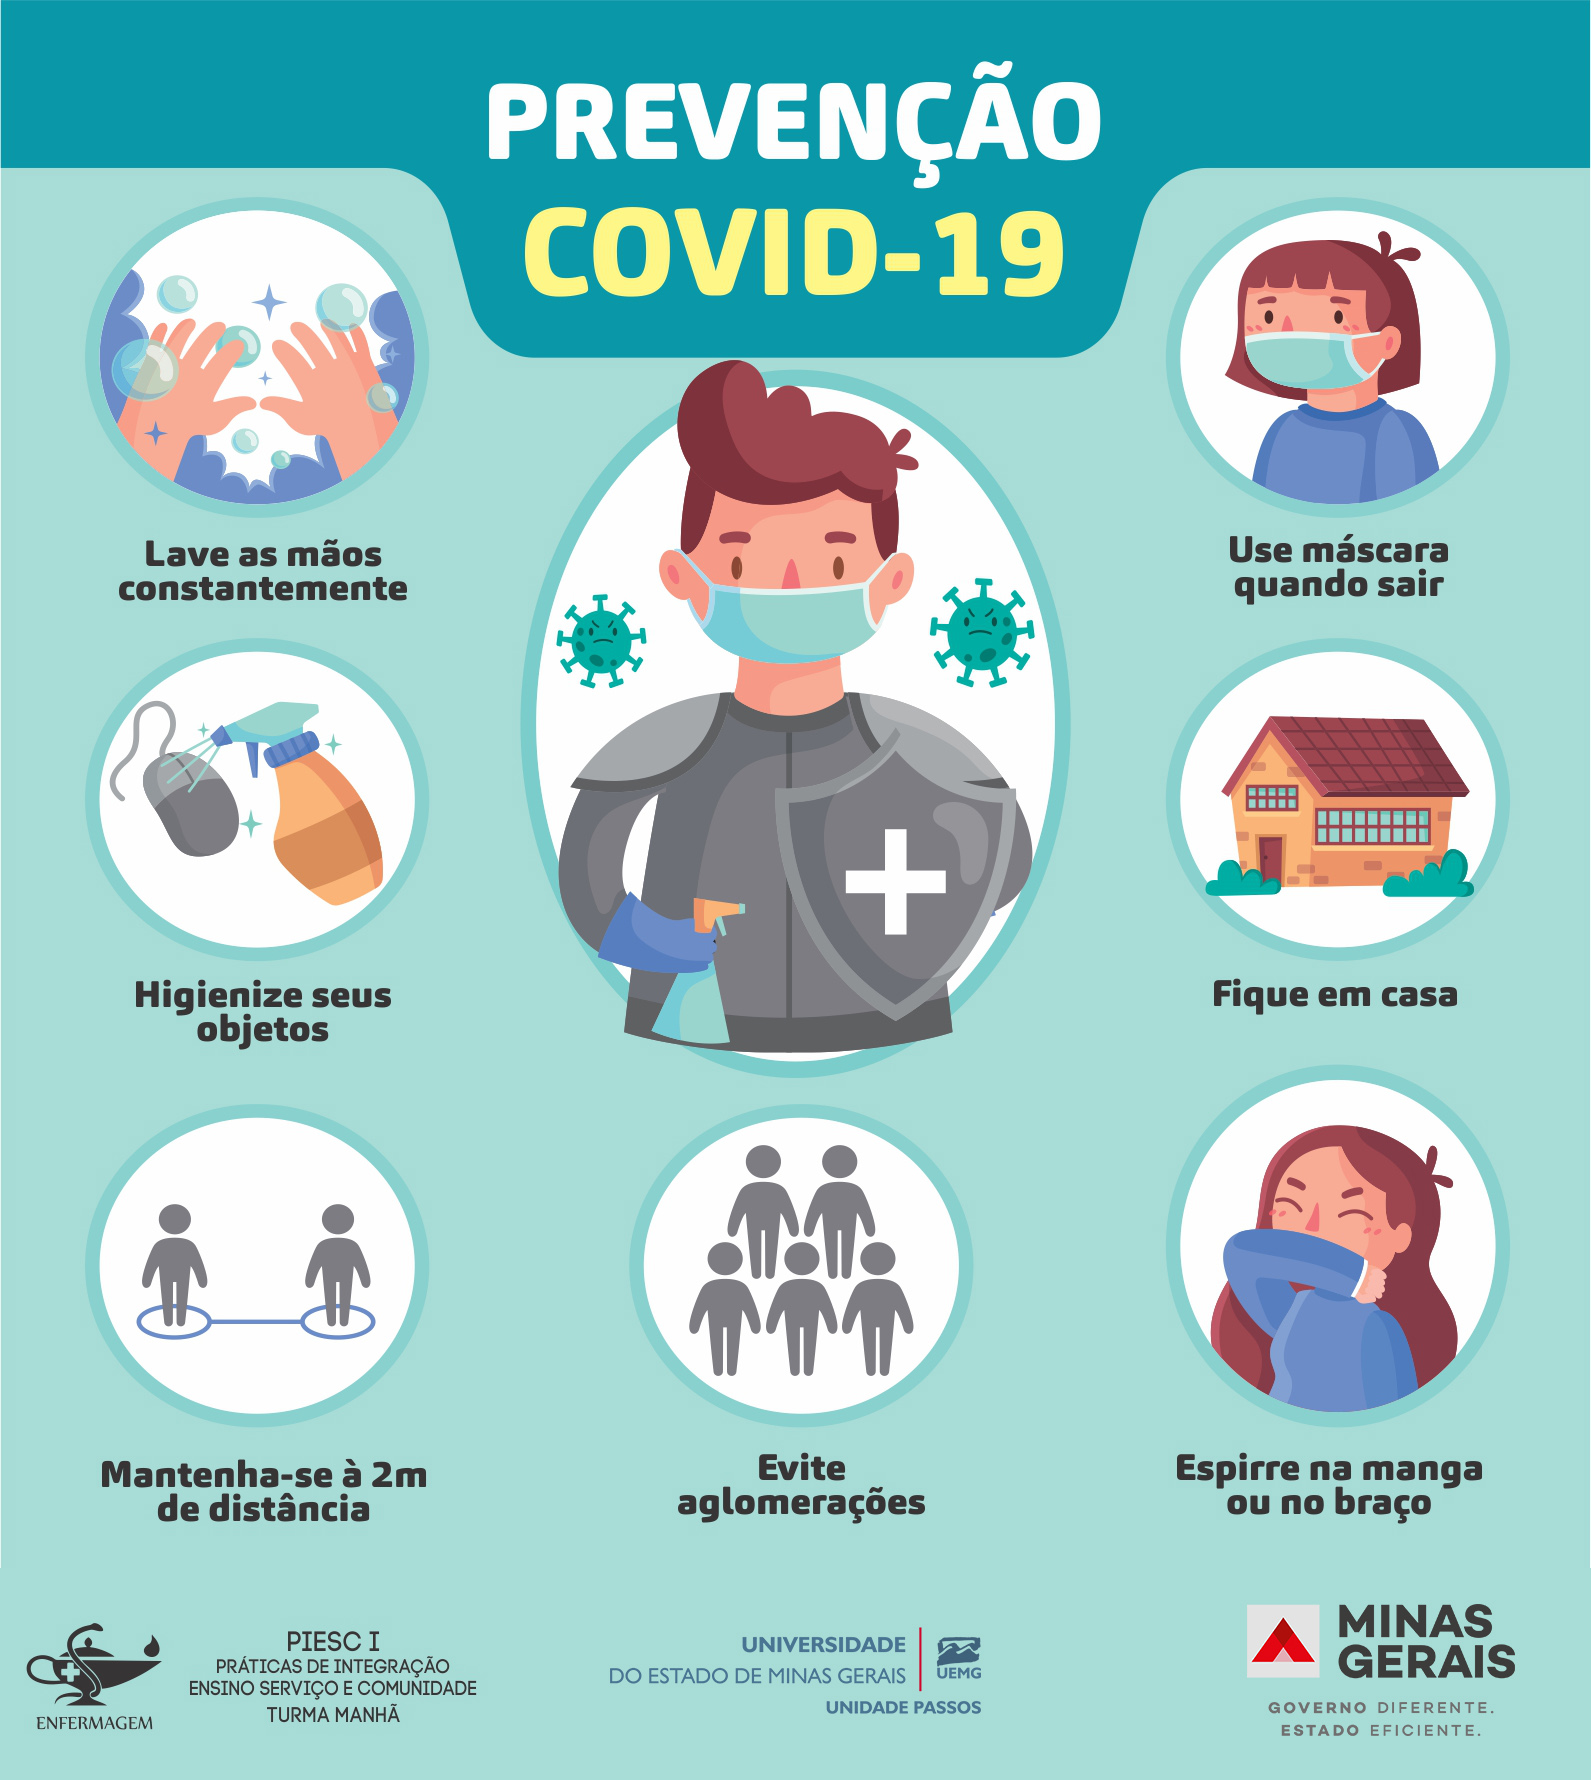 PREVENÇÃO
COVID-19
Lave as mãos
constantemente
Use máscara
quando sair
Higienize seus
objetos
Fique em casa
Mantenha-se à 2m
de distância
Evite
aglomerações
Espirre na manga
ou no braço
ENFERMAGEM
PIESC I
PRÁTICAS DE INTEGRAÇÃO
ENSINO SERVIÇO E COMUNIDADE
TURMA MANHÃ
UNIVERSIDADE
DO ESTADO DE MINAS GERAIS
UEMG
UNIDADE PASSOS
MINAS
GERAIS
GOVERNO DIFERENTE.
ESTADO EFICIENTE.